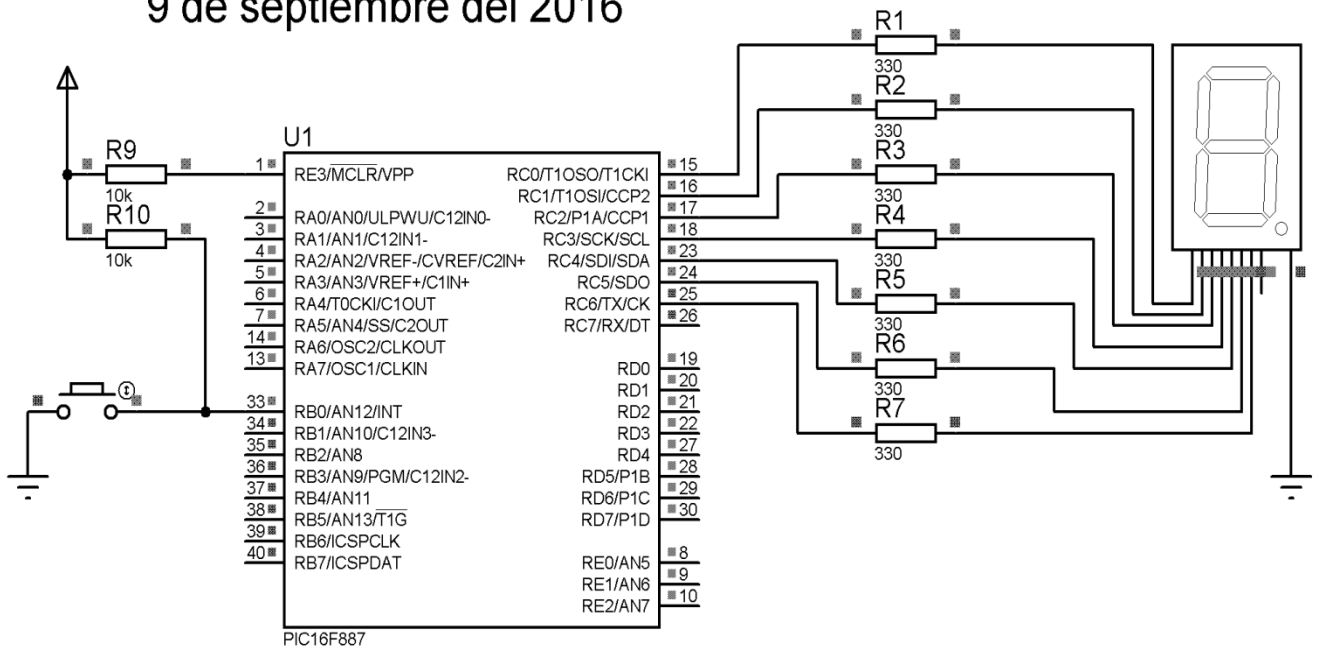 9 de septiembre del 2016
R1
330
R2
330
R3
330
R4
330
R5
330
R6
330
R7
330
R9
10k
R10
10k
U1
1 RE3/MCLR/VPP
2 RA0/AN0/ULPWU/C12IN0-
3 RA1/AN1/C12IN1-
4 RA2/AN2/VREF-/CVREF/C2IN+
5 RA3/AN3/VREF+/C1IN+
6 RA4/T0CKI/C1OUT
7 RA5/AN4/SS/C2OUT
14 RA6/OSC2/CLKOUT
13 RA7/OSC1/CLKIN
33 RB0/AN12/INT
34 RB1/AN10/C12IN3-
35 RB2/AN8
36 RB3/AN9/PGM/C12IN2-
37 RB4/AN11
38 RB5/AN13/T1G
39 RB6/ICSPCLK
40 RB7/ICSPDAT
RC0/T1OSO/T1CKI 15
RC1/T1OSI/CCP2 16
RC2/P1A/CCP1 17
RC3/SCK/SCL 18
RC4/SDI/SDA 23
RC5/SDO 24
RC6/TX/CK 25
RC7/RX/DT 26
RD0 19
RD1 20
RD2 21
RD3 22
RD4 27
RD5/P1B 28
RD6/P1C 29
RD7/P1D 30
RE0/AN5 8
RE1/AN6 9
RE2/AN7 10
PIC16F887